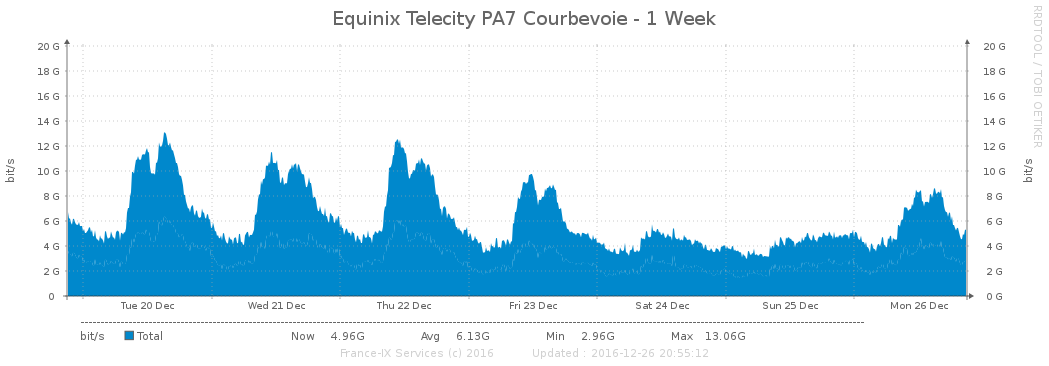 Equinix Telecity PA7 Courbevoie - 1 Week
RRDTOOL / TOBI OETIKER
20 G 20 G
18 G 18 G
16 G 16 G
14 G 14 G
12 G 12 G
10 G 10 G
8 G 8 G
6 G 6 G
4 G 4 G
2 G 2 G
0 0 G
bit/s
bit/s
Tue 20 Dec Wed 21 Dec Thu 22 Dec Fri 23 Dec Sat 24 Dec Sun 25 Dec Mon 26 Dec
bit/s Total Now 4.96G Avg 6.13G Min 2.96G Max 13.06G
France-IX Services (c) 2016 Updated : 2016-12-26 20:55:12